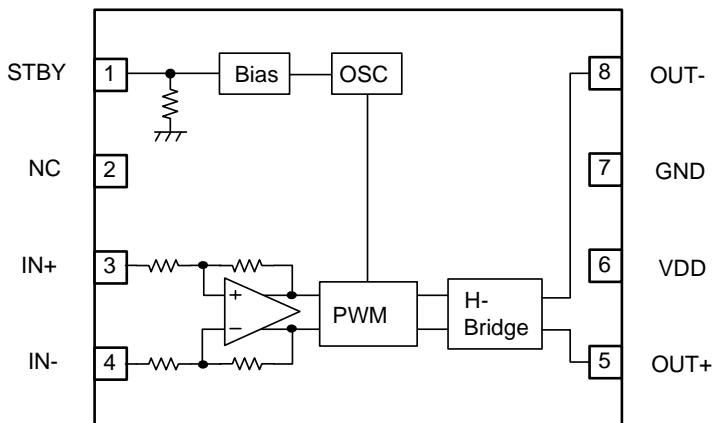 STBY
1
Bias
OSC
8
OUT-
NC
2
7
GND
IN+
3
6
VDD
+
PWM
H-
Bridge
−
IN-
4
5
OUT+